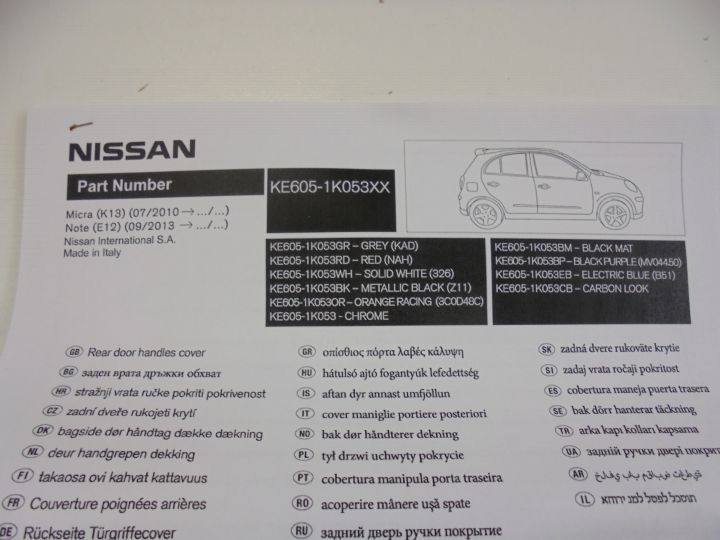 NISSAN
Part Number
KE605-1K053XX
Micra (K13) (07/2010 → .../...)
Note (E12) (09/2013 → .../...)
Nissan International S.A.
Made in Italy
KE605-1K053GR – GREY (KAD)
KE605-1K053RD – RED (NAH)
KE605-1K053WH – SOLID WHITE (326)
KE605-1K053BK – METALLIC BLACK (Z11)
KE605-1K053OR – ORANGE RACING (3C0D48C)
KE605-1K053 - CHROME
KE605-1K053BM – BLACK MAT
KE605-1K053BP – BLACK PURPLE (MV04450)
KE605-1K053EB – ELECTRIC BLUE (B51)
KE605-1K053CB – CARBON LOOK
GB Rear door handles cover
BG заден врата дръжки обхват
HR stražnji vrata ručke pokriti pokrivenost
CZ zadní dveře rukojeti krytí
DK bagside dør håndtag dække dækning
NL deur handgrepen dekking
FI takaosa ovi kahvat kattavuus
FR Couverture poignées arrières
DE Rückseite Türgriffecover
GR οπίσθιος πόρτα λαβές κάλυψη
HU hátulsó ajtó fogantyúk lefedettség
IS aftan dyr annast umfjöllun
IT cover maniglie portiere posteriori
NO bak dør håndterer dekning
PL tył drzwi uchwyty pokrycie
PT cobertura manipula porta traseira
RO acoperire mânere ușă spate
RU задний дверь ручки покрытие
SK zadná dvere rukoväte krytie
SI zadaj vrata ročaji pokritost
ES cobertura maneja puerta trasera
SE bak dörr hanterar täckning
TR arka kapı kolları kapsama
UA задній ручки двері покрит
AR
IL